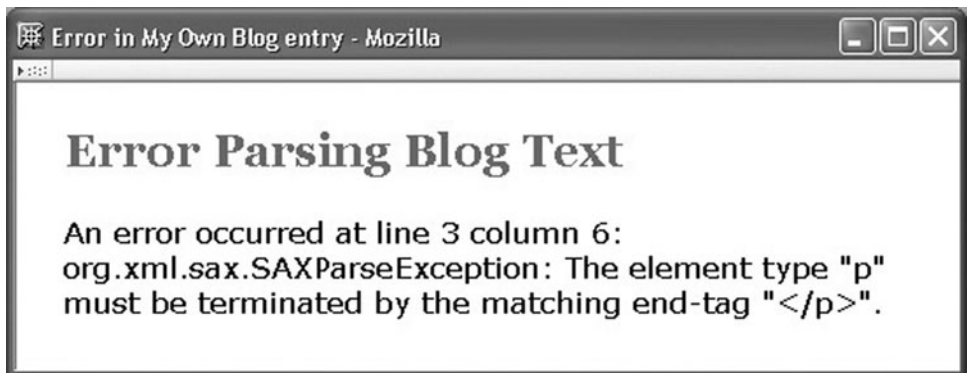 Error in My Own Blog entry - Mozilla
Error Parsing Blog Text
An error occurred at line 3 column 6:
org.xml.sax.SAXParseException: The element type "p"
must be terminated by the matching end-tag "</p>".